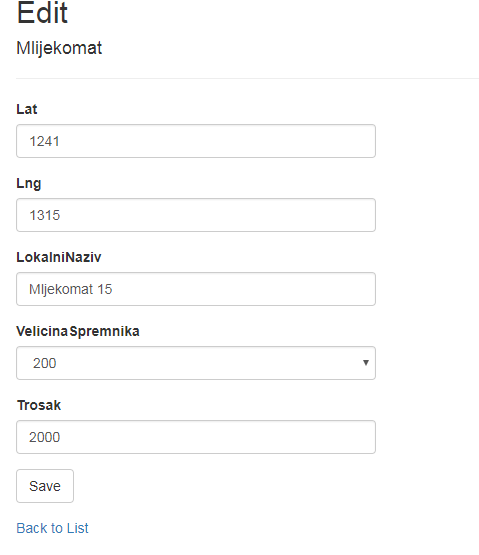 Edit
Mlijekomat
Lat
1241
Lng
1315
LokalniNaziv
Mljekomat 15
VelicinaSpremnika
200
Trosak
2000
Save
Back to List